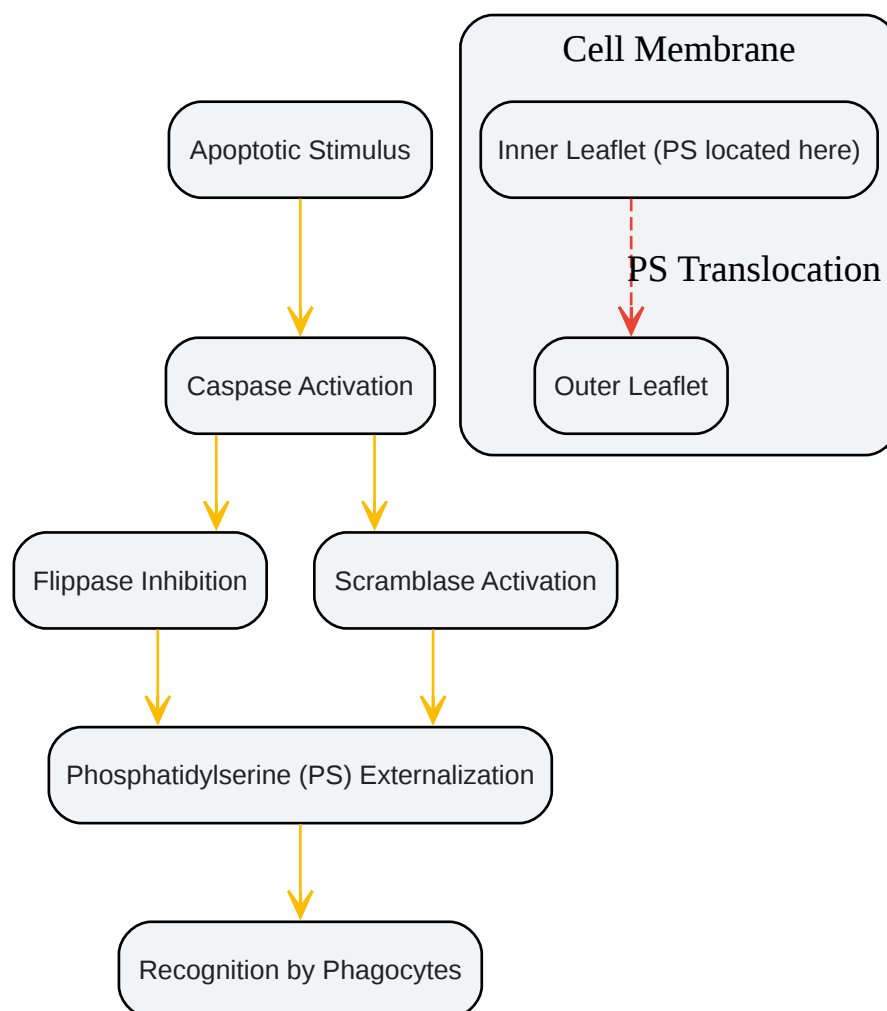 Cell Membrane
Apoptotic Stimulus
Inner Leaflet (PS located here)
PS Translocation
Caspase Activation
Outer Leaflet
Flippase Inhibition
Scramblase Activation
Phosphatidylserine (PS) Externalization
Recognition by Phagocytes